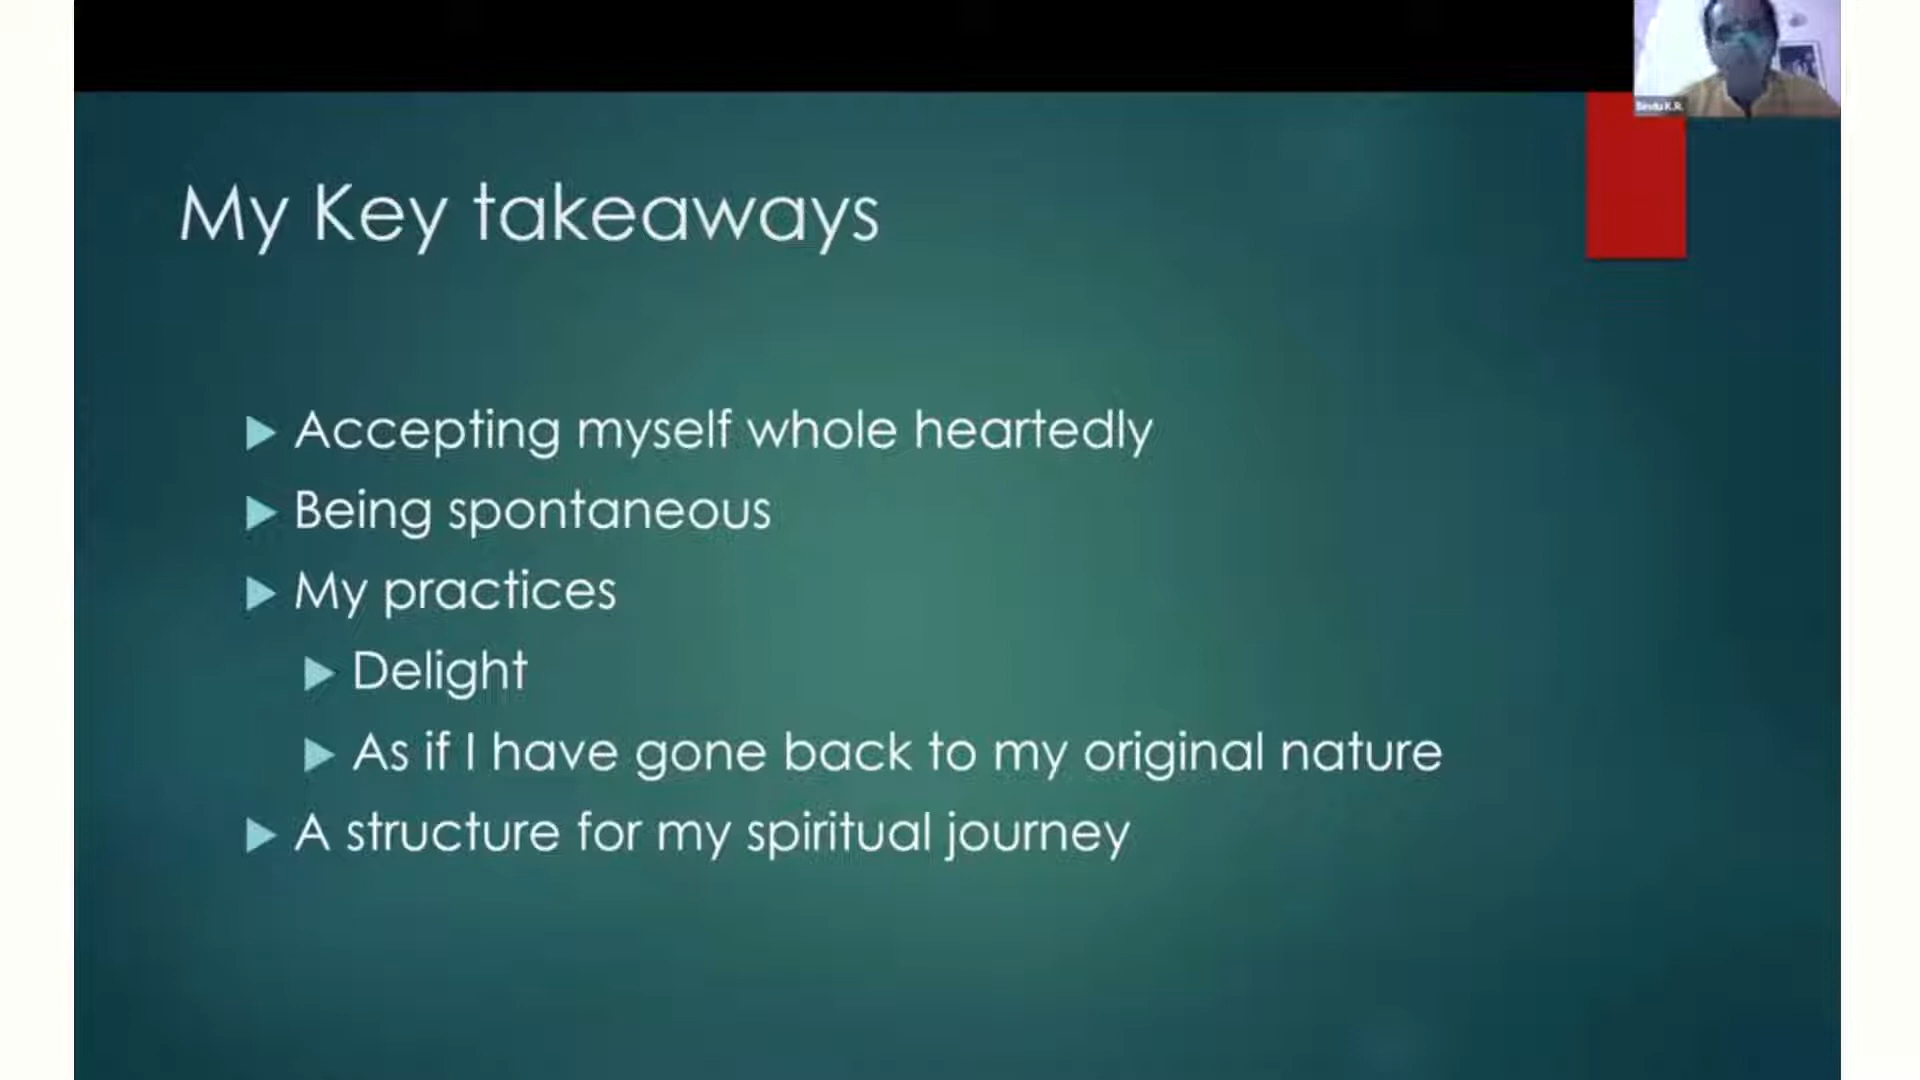 Bindu K.R.
My Key takeaways
Accepting myself whole heartedly
Being spontaneous
My practices
Delight
As if I have gone back to my original nature
A structure for my spiritual journey